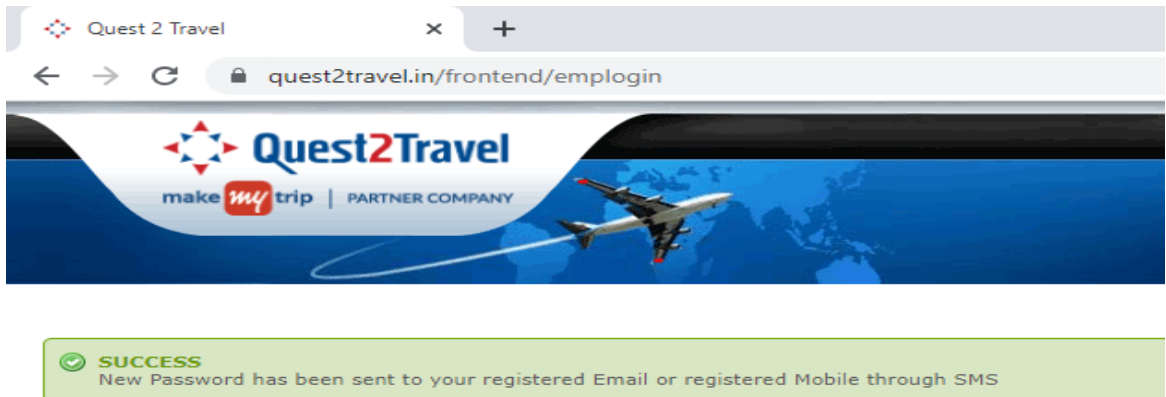 Quest 2 Travel
quest2travel.in/frontend/emplogin
Quest2Travel
make my trip | PARTNER COMPANY
SUCCESS
New Password has been sent to your registered Email or registered Mobile through SMS